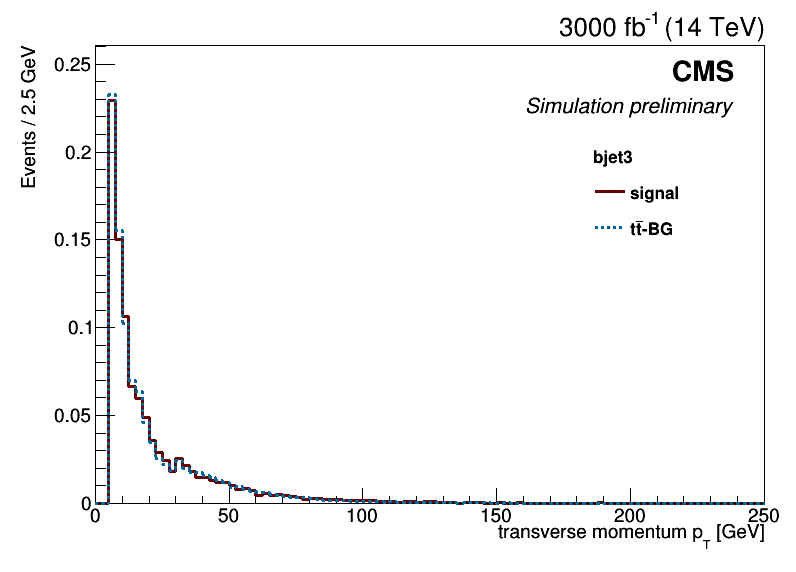 3000 fb⁻¹ (14 TeV)
Events / 2.5 GeV
CMS
Simulation preliminary
bjet3
signal
tt̄-BG
0.25
0.2
0.15
0.1
0.05
0
0 50 100 150 200 250
transverse momentum p_T [GeV]